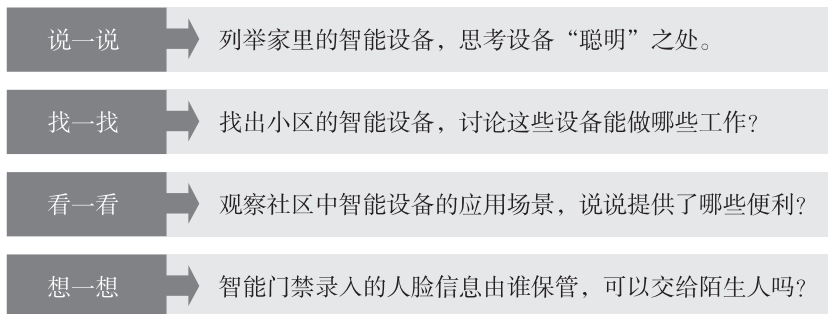 说一说 列举家里的智能设备，思考设备“聪明”之处。
找一找 找出小区的智能设备，讨论这些设备能做哪些工作？
看一看 观察社区中智能设备的应用场景，说说提供了哪些便利？
想一想 智能门禁录入的人脸信息由谁保管，可以交给陌生人吗？